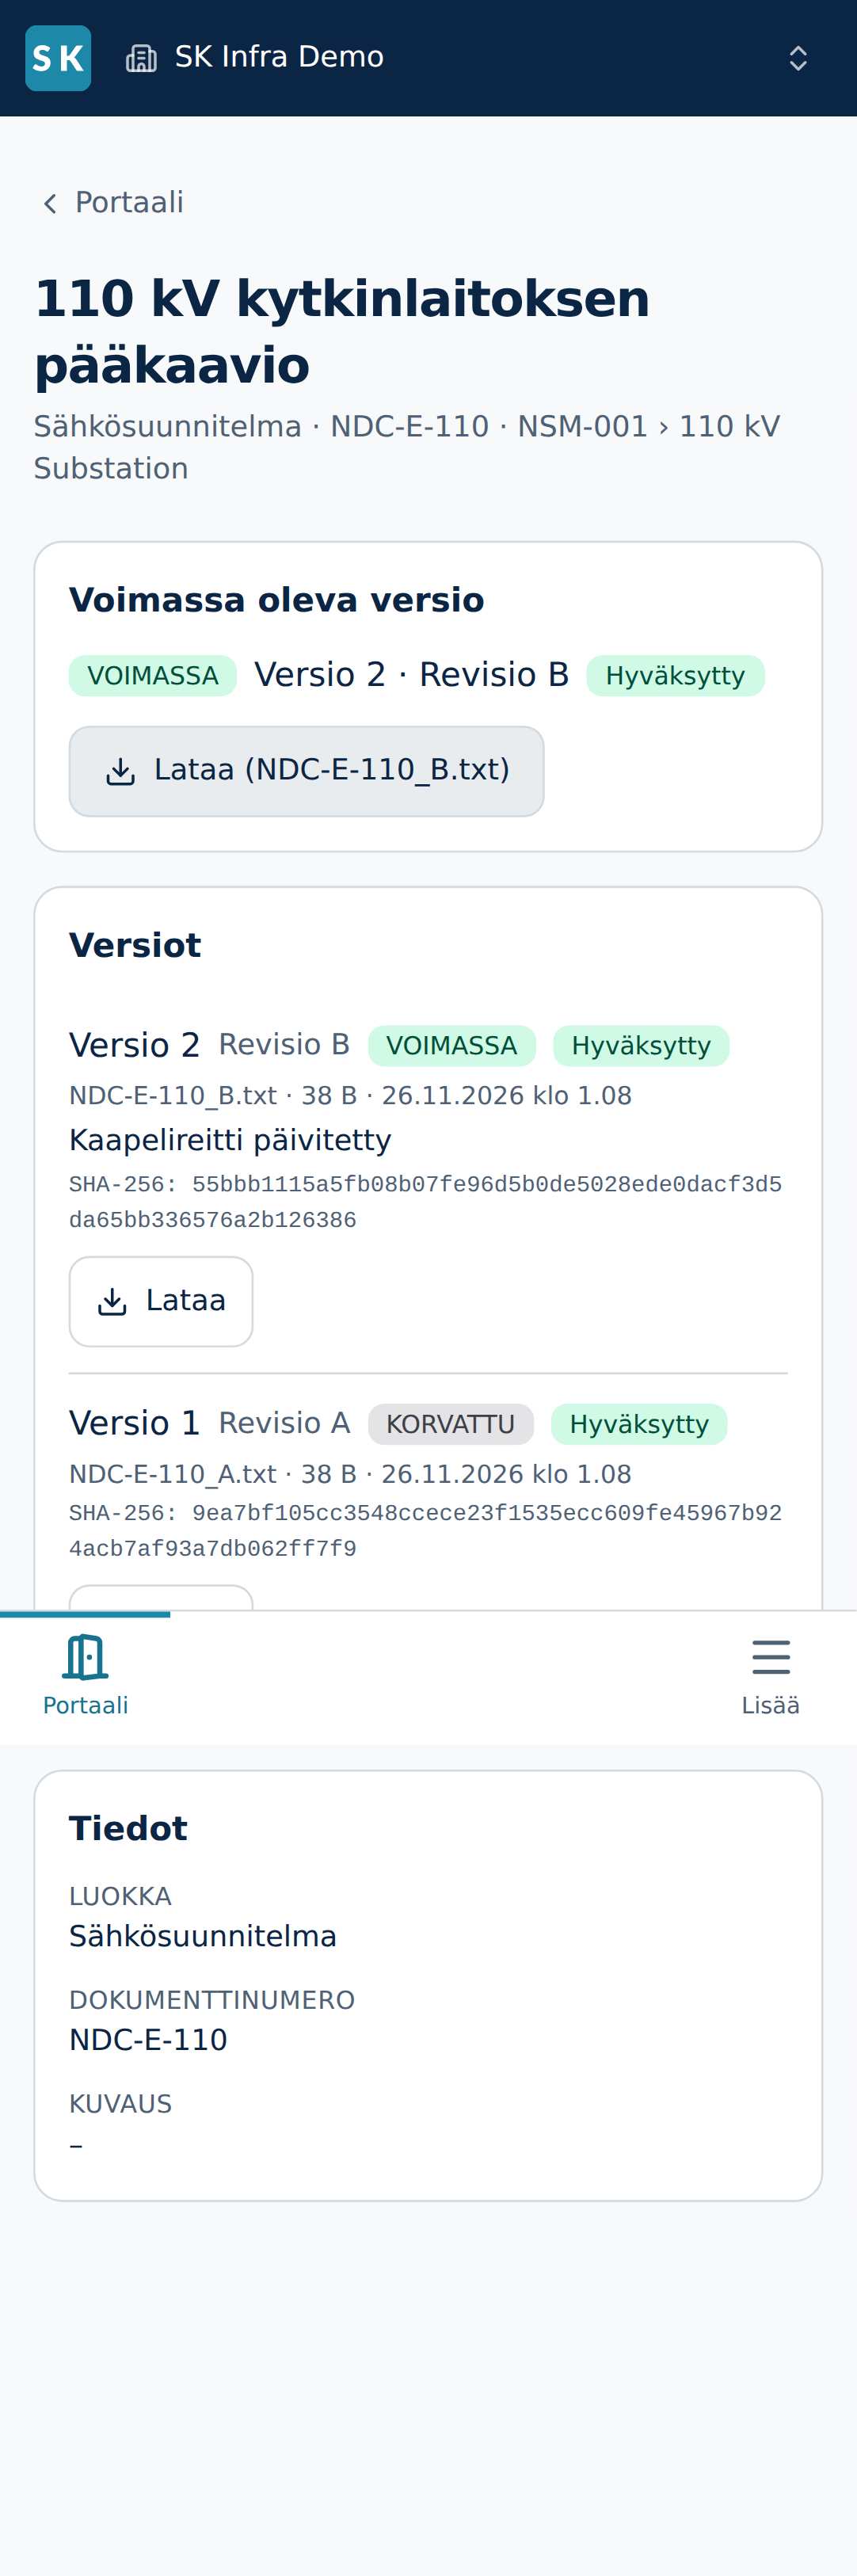 SK
SK Infra Demo
Portaali
110 kV kytkinlaitoksen
pääkaavio
Sähkösuunnitelma · NDC-E-110 · NSM-001 › 110 kV
Substation
Voimassa oleva versio
VOIMASSA Versio 2 · Revisio B Hyväksytty
Lataa (NDC-E-110_B.txt)
Versiot
Versio 2 Revisio B VOIMASSA Hyväksytty
NDC-E-110_B.txt · 38 B · 26.11.2026 klo 1.08
Kaapelireitti päivitetty
SHA-256: 55bbb1115a5fb08b07fe96d5b0de5028ede0dacf3d5
da65bb336576a2b126386
Lataa
Versio 1 Revisio A KORVATTU Hyväksytty
NDC-E-110_A.txt · 38 B · 26.11.2026 klo 1.08
SHA-256: 9ea7bf105cc3548ccece23f1535ecc609fe45967b92
4acb7af93a7db062ff7f9
Portaali
Lisää
Tiedot
LUOKKA
Sähkösuunnitelma
DOKUMENTTINUMERO
NDC-E-110
KUVAUS
–